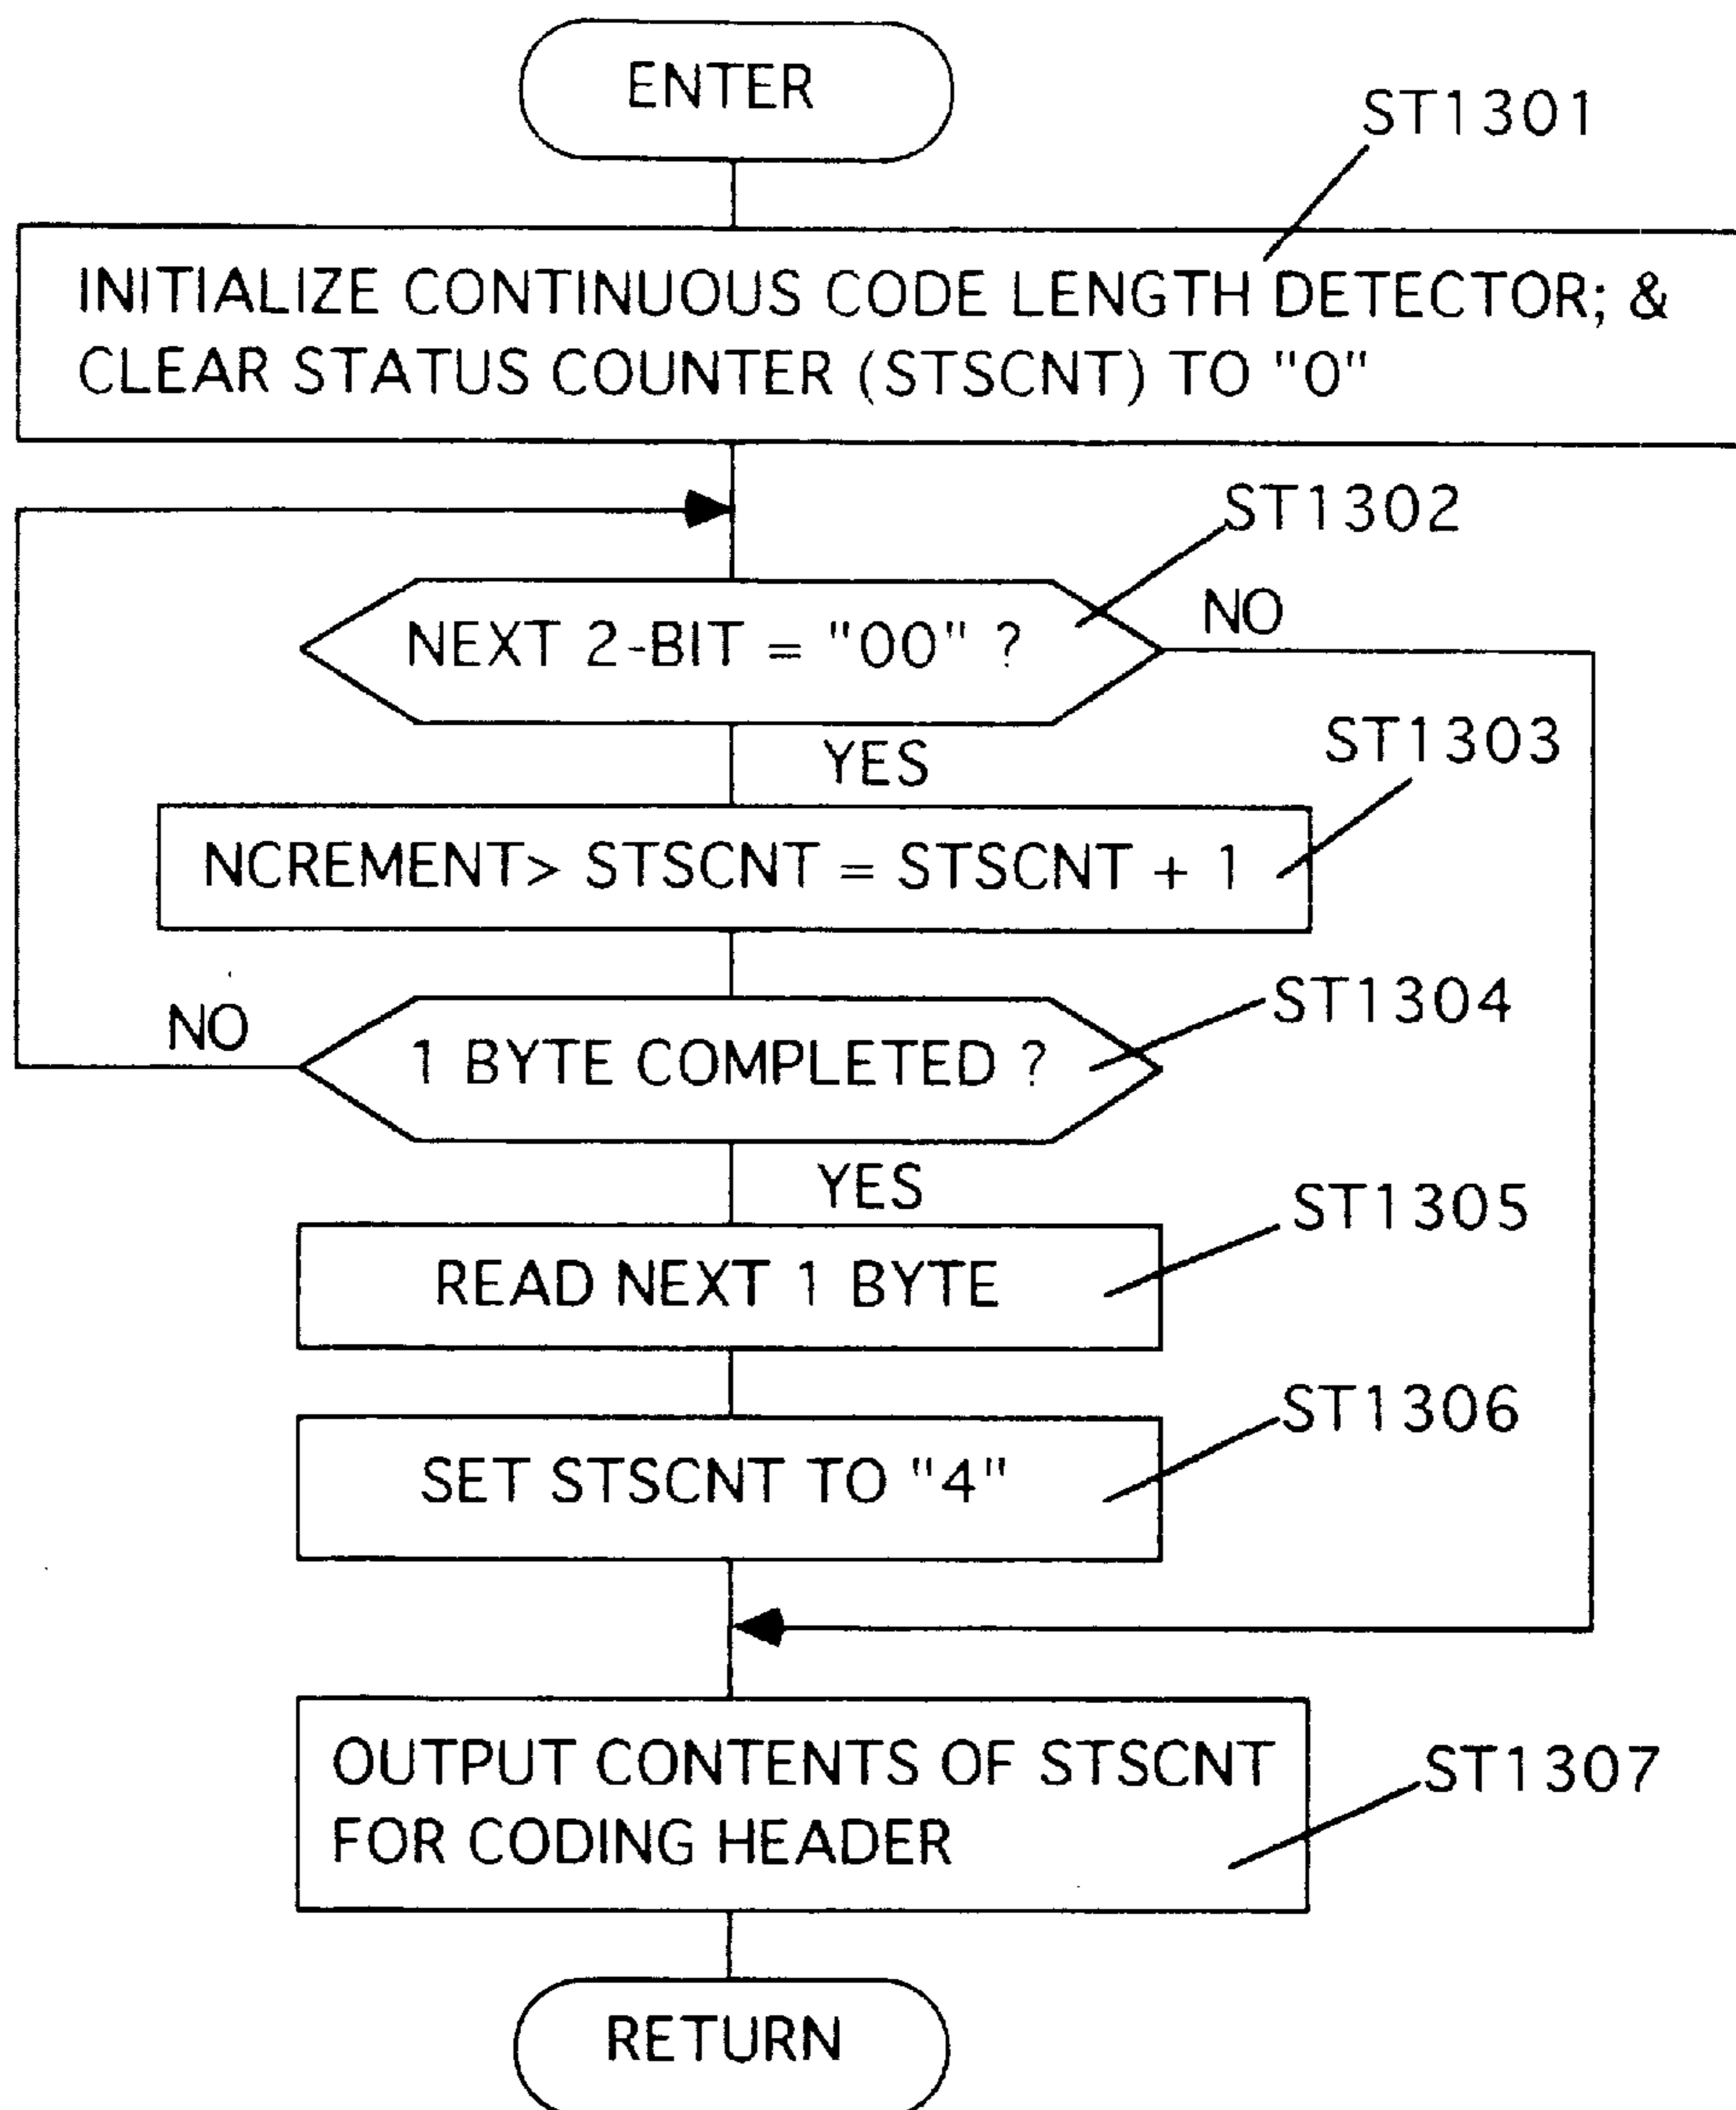 ENTER
ST1301
INITIALIZE CONTINUOUS CODE LENGTH DETECTOR; &
CLEAR STATUS COUNTER (STSCNT) TO "0"
ST1302
NO
NEXT 2-BIT = "00" ?
YES
ST1303
NCREMENT> STSCNT = STSCNT + 1
ST1304
NO
1 BYTE COMPLETED ?
YES
ST1305
READ NEXT 1 BYTE
ST1306
SET STSCNT TO "4"
OUTPUT CONTENTS OF STSCNT
FOR CODING HEADER
ST1307
RETURN